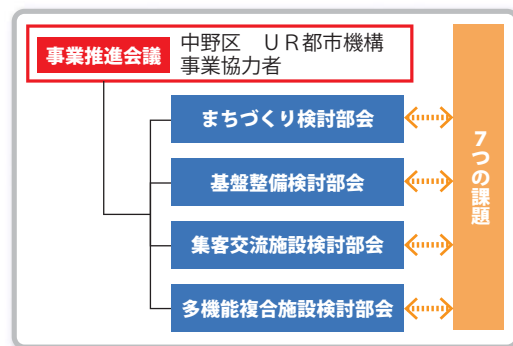 事業推進会議
中野区　ＵＲ都市機構
事業協力者
まちづくり検討部会
基盤整備検討部会
集客交流施設検討部会
多機能複合施設検討部会
7つの課題